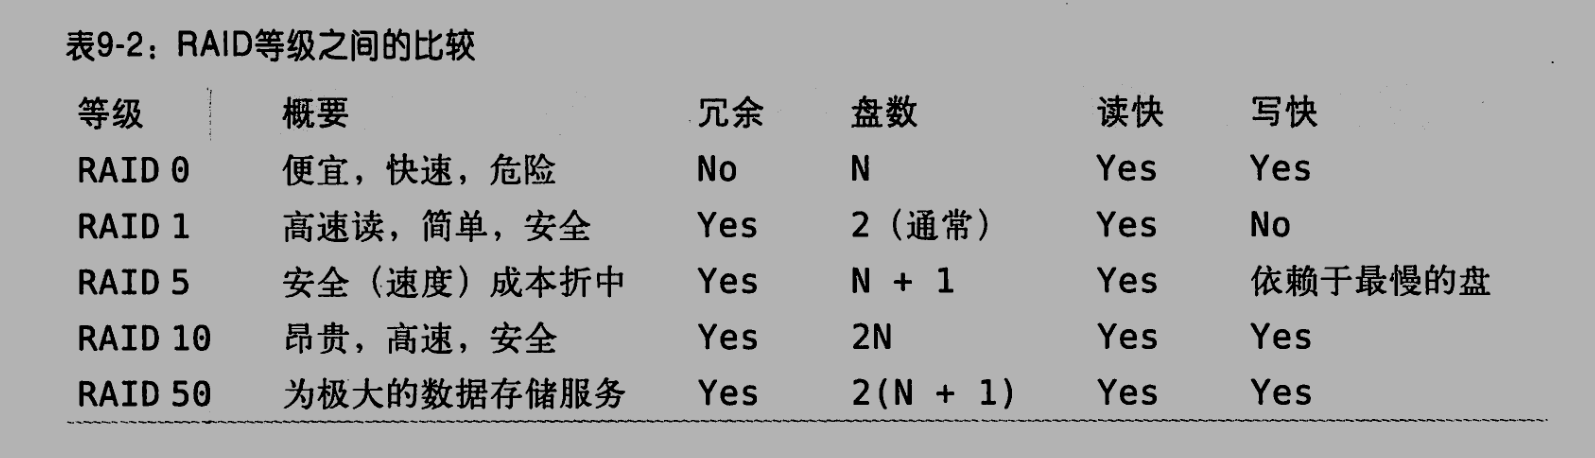 表9-2：RAID等级之间的比较
等级 概要 冗余 盘数 读快 写快
RAID 0 便宜，快速，危险 No N Yes Yes
RAID 1 高速读，简单，安全 Yes 2（通常） Yes No
RAID 5 安全（速度）成本折中 Yes N + 1 Yes 依赖于最慢的盘
RAID 10 昂贵，高速，安全 Yes 2N Yes Yes
RAID 50 为极大的数据存储服务 Yes 2(N + 1) Yes Yes